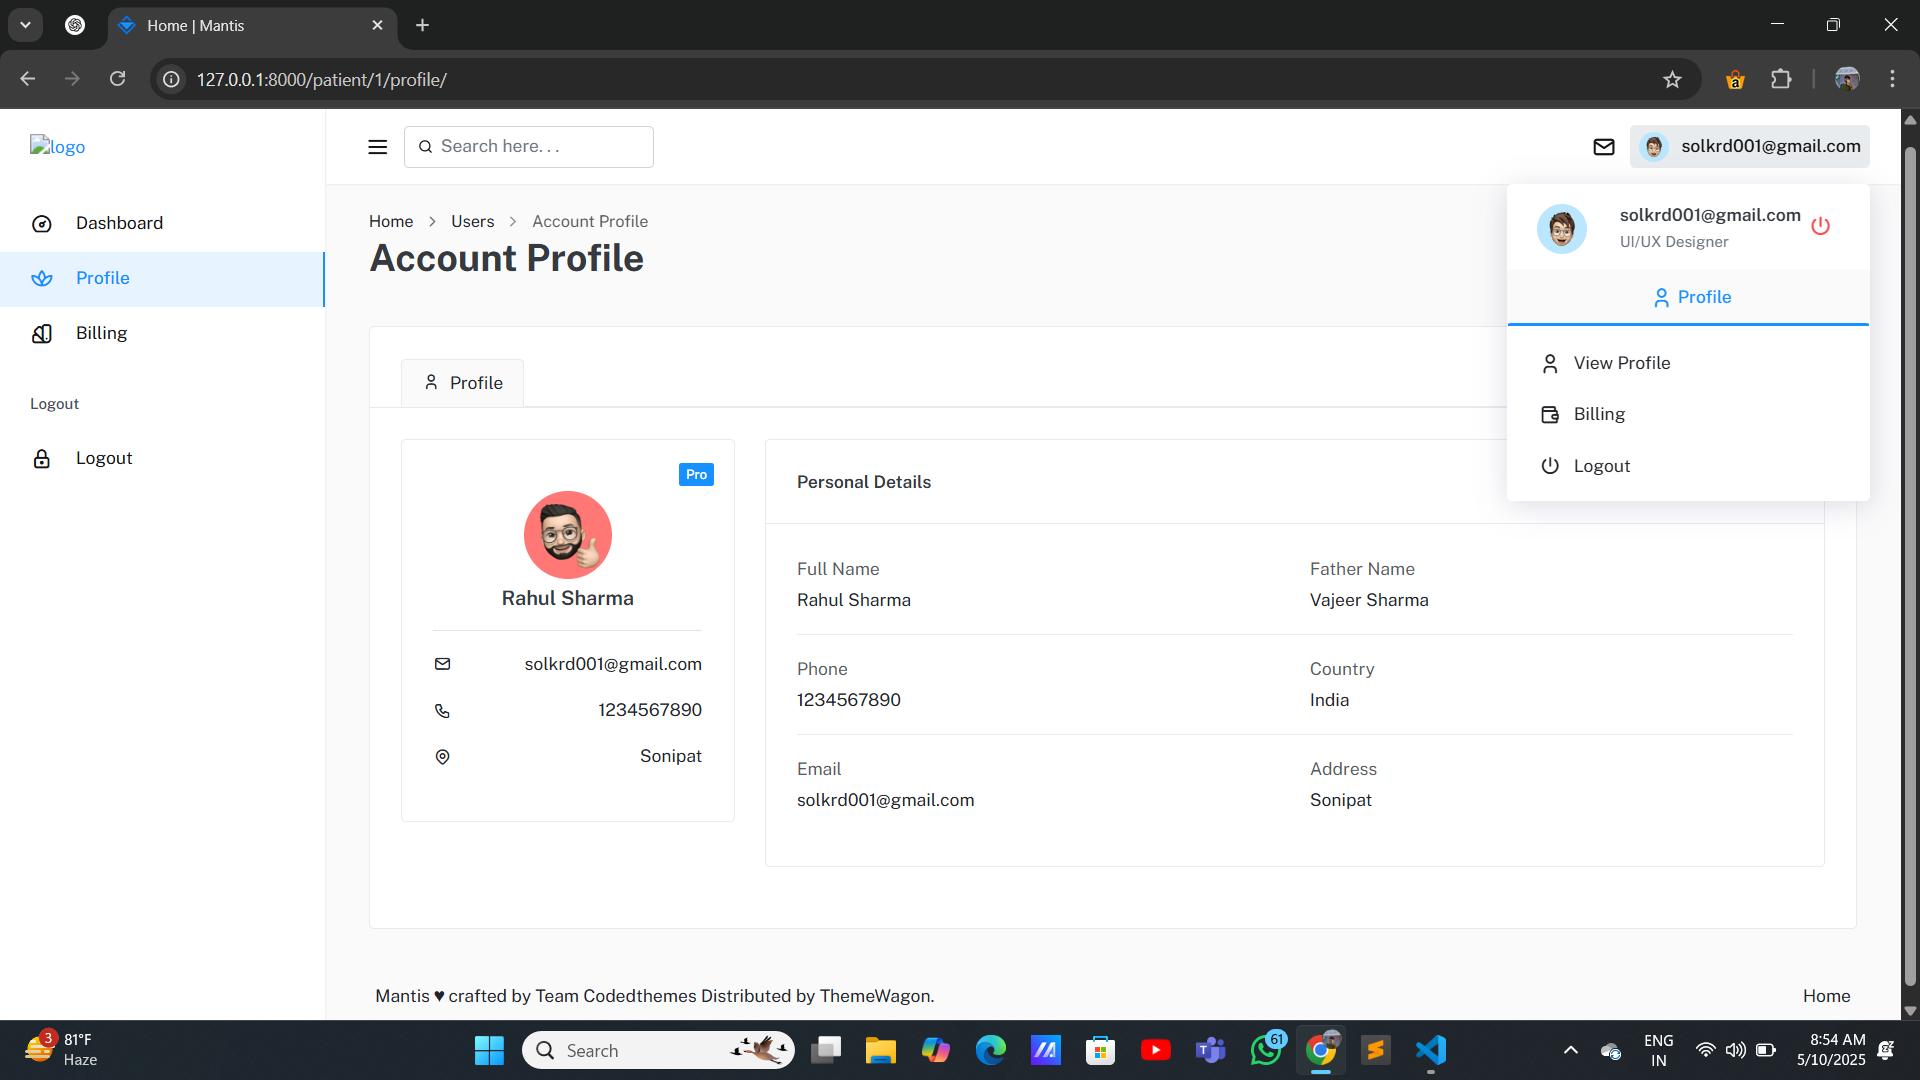 Home | Mantis
127.0.0.1:8000/patient/1/profile/
logo
Search here. . .
solkrd001@gmail.com
Dashboard
Profile
Billing
Logout
Logout
Home > Users > Account Profile
Account Profile
solkrd001@gmail.com
UI/UX Designer
Profile
View Profile
Billing
Logout
Profile
Pro
Rahul Sharma
solkrd001@gmail.com
1234567890
Sonipat
Personal Details
Full Name
Rahul Sharma
Father Name
Vajeer Sharma
Phone
1234567890
Country
India
Email
solkrd001@gmail.com
Address
Sonipat
Mantis ♥ crafted by Team Codedthemes Distributed by ThemeWagon.
Home
3
81°F
Haze
Search
61
ENG
IN
8:54 AM
5/10/2025